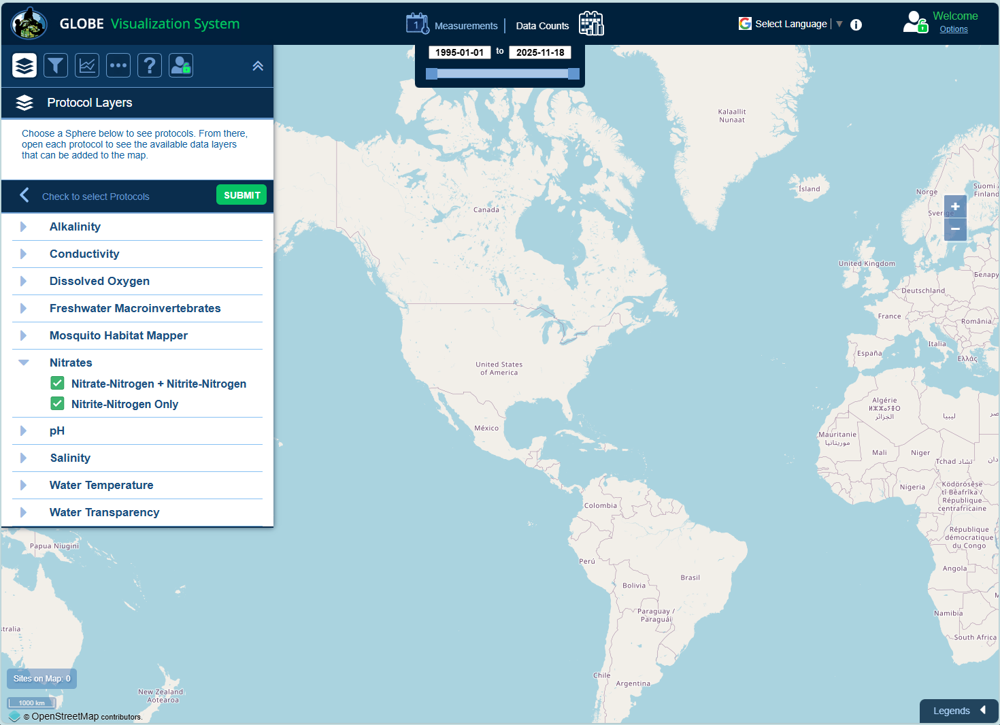 GLOBE Visualization System
1 Measurements | Data Counts
Select Language
Welcome
Options
1995-01-01 to 2025-11-18
Protocol Layers
Choose a Sphere below to see protocols. From there,
open each protocol to see the available data layers
that can be added to the map.
Check to select Protocols
SUBMIT
Alkalinity
Conductivity
Dissolved Oxygen
Freshwater Macroinvertebrates
Mosquito Habitat Mapper
Nitrates
Nitrate-Nitrogen + Nitrite-Nitrogen
Nitrite-Nitrogen Only
pH
Salinity
Water Temperature
Water Transparency
Kalaallit
Nunaat
Ísland
Norge
Suomi
Finland
Sverige
+
−
Canada
United Kingdom
Беларусь
Deutschland
France
România
Italia
España
Ελλάς
United States
of America
Algérie
ⵍⵣⵣⴰⵢⴻⵔ
الجزائر
ليبيا
México
Mauritanie
موريتانيا
Mali
Niger
Tchad تشاد
Nigeria
Ködörösêse
tî Bêafrîka /
République
centrafricaine
Colombia
République
démocratique
du Congo
Papua Niugini
Perú
Brasil
Angola
Bolivia
Paraguay /
Paraguái
Namibia
stralia
South Africa
Chile
Argentina
Sites on Map: 0
New Zealand
Aotearoa
1000 km
© OpenStreetMap contributors.
Legends